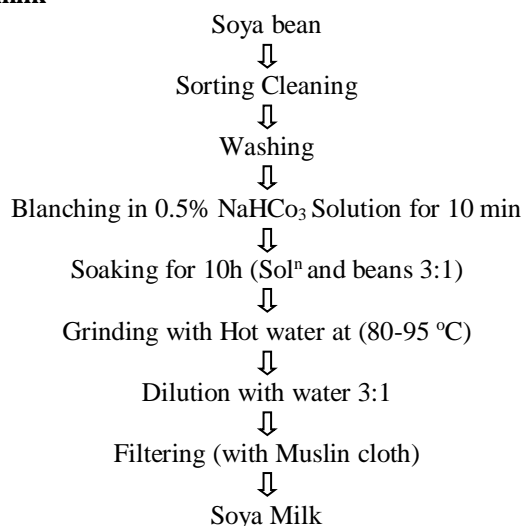 Soya bean
⇩
Sorting Cleaning
⇩
Washing
⇩
Blanching in 0.5% NaHCo₃ Solution for 10 min
⇩
Soaking for 10h (Solⁿ and beans 3:1)
⇩
Grinding with Hot water at (80-95 ºC)
⇩
Dilution with water 3:1
⇩
Filtering (with Muslin cloth)
⇩
Soya Milk